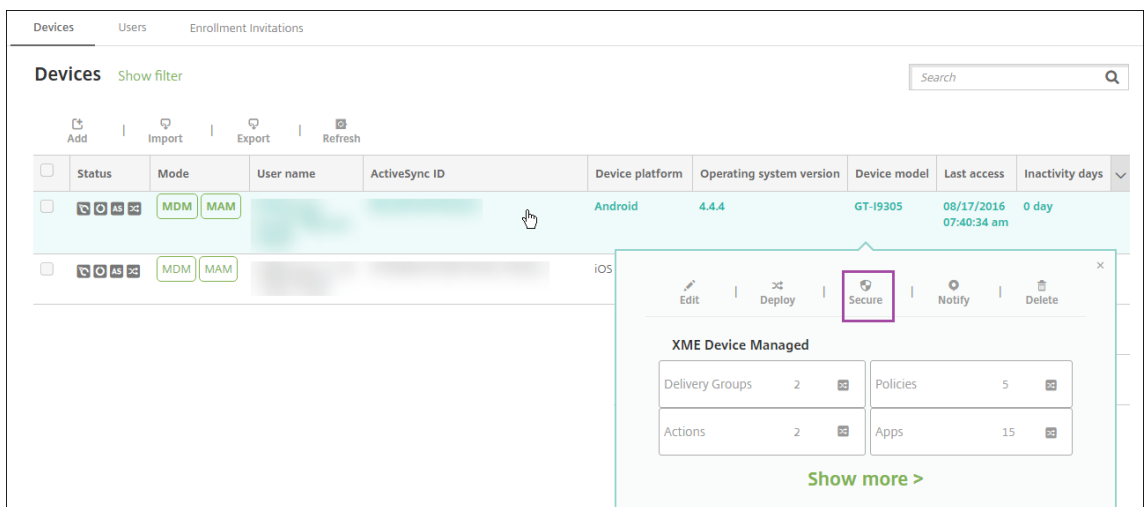 Devices Users Enrollment Invitations
Devices Show filter
Search
Add | Import | Export | Refresh
Status Mode User name ActiveSync ID Device platform Operating system version Device model Last access Inactivity days
AS MDM MAM Android 4.4.4 GT-I9305 08/17/2016 0 day
07:40:34 am
AS MDM MAM iOS
×
Edit | Deploy | Secure | Notify | Delete
XME Device Managed
Delivery Groups 2 Policies 5
Actions 2 Apps 15
Show more >